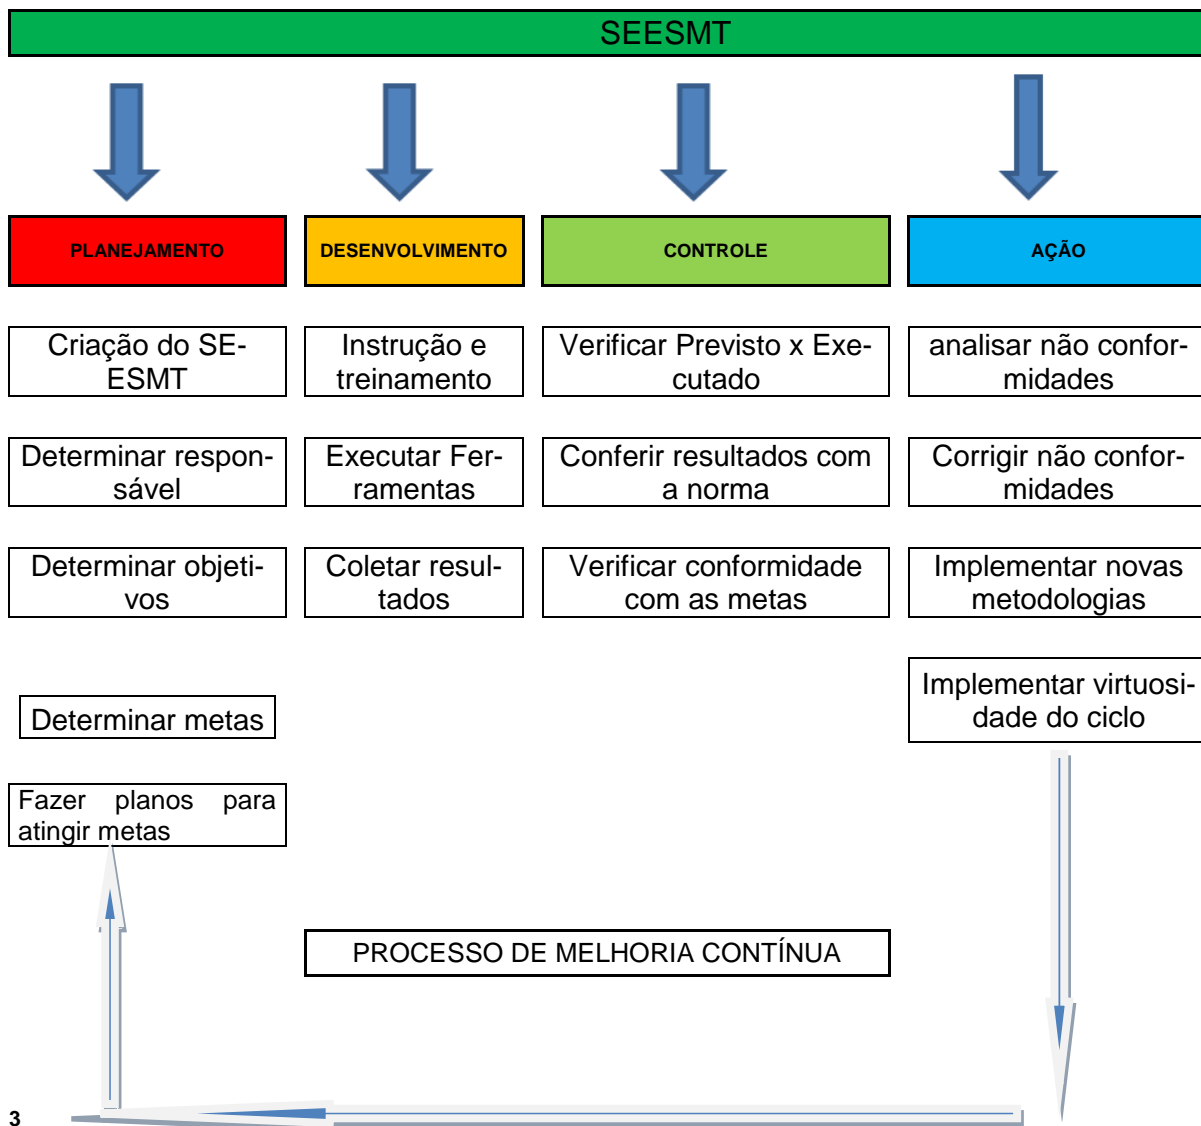 SEESMT
PLANEJAMENTO
DESENVOLVIMENTO
CONTROLE
AÇÃO
Criação do SE-
ESMT
Instrução e
treinamento
Verificar Previsto x Exe-
cutado
analisar não confor-
midades
Determinar respon-
sável
Executar Fer-
ramentas
Conferir resultados com
a norma
Corrigir não confor-
midades
Determinar objeti-
vos
Coletar resul-
tados
Verificar conformidade
com as metas
Implementar novas
metodologias
Determinar metas
Implementar virtuosi-
dade do ciclo
Fazer planos para
atingir metas
PROCESSO DE MELHORIA CONTÍNUA
3